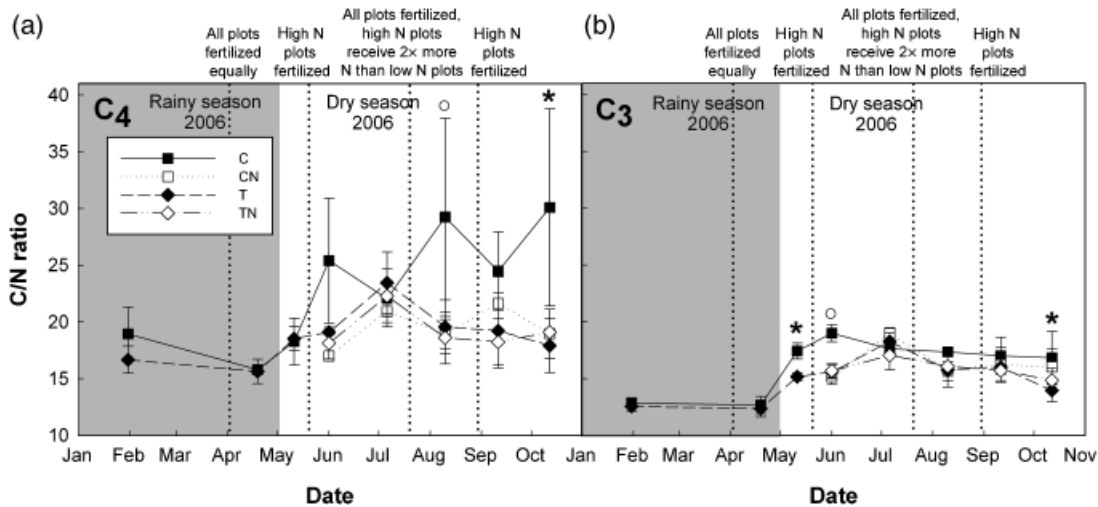 (a)
All plots
fertilized
equally
High N
plots
fertilized
All plots fertilized,
high N plots
receive 2× more
N than low N plots
High N
plots
fertilized
(b)
All plots
fertilized
equally
High N
plots
fertilized
All plots fertilized,
high N plots
receive 2× more
N than low N plots
High N
plots
fertilized
C4
Rainy season
2006
Dry season
2006
*
C
CN
T
TN
C3
Rainy season
2006
Dry season
2006
*
*
C/N ratio
40
35
30
25
20
15
10
Jan Feb Mar Apr May Jun Jul Aug Sep Oct
Jan Feb Mar Apr May Jun Jul Aug Sep Oct Nov
Date
Date